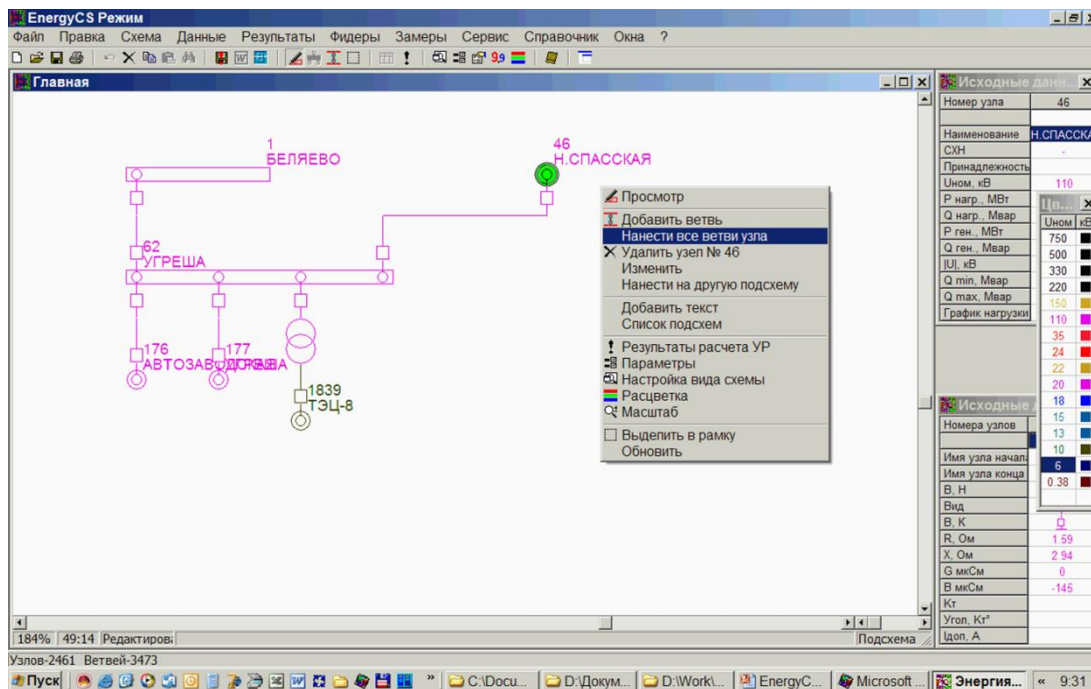 EnergyCS Режим
Файл Правка Схема Данные Результаты Фидеры Замеры Сервис Справочник Окна ?
9,9
Главная
1
БЕЛЯЕВО
46
Н.СПАССКАЯ
62
УГРЕША
176
177
1839
ТЭЦ-8
Просмотр
Добавить ветвь
Нанести все ветви узла
Удалить узел № 46
Изменить
Нанести на другую подсхему
Добавить текст
Список подсхем
Результаты расчета УР
Параметры
Настройка вида схемы
Расцветка
Масштаб
Выделить в рамку
Обновить
Исходные данн...
Номер узла 46
Наименование Н.СПАССКА
СХН -
Принадлежность
Uном, кВ 110
P нагр., МВт
Q нагр., Мвар
P ген., МВт
Q ген., Мвар
|U|, кВ
Q min, Мвар
Q max, Мвар
График нагрузки
Цв...
Uном кВ
750
500
330
220
150
110
35
24
22
20
18
15
13
10
6
0.38
Исходные
Номера узлов
Имя узла начал
Имя узла конца
В, Н
Вид
В, К
R, Ом 1.59
X, Ом 2.94
G мкСм 0
B мкСм -145
Кт
Угол, Кт°
Iдоп, А
184% 49:14 Редактиров Подсхема
Узлов-2461 Ветвей-3473
Пуск » C:\Docu... D:\Докум... D:\Work\... EnergyC... Microsoft ... Энергия... « 9:31